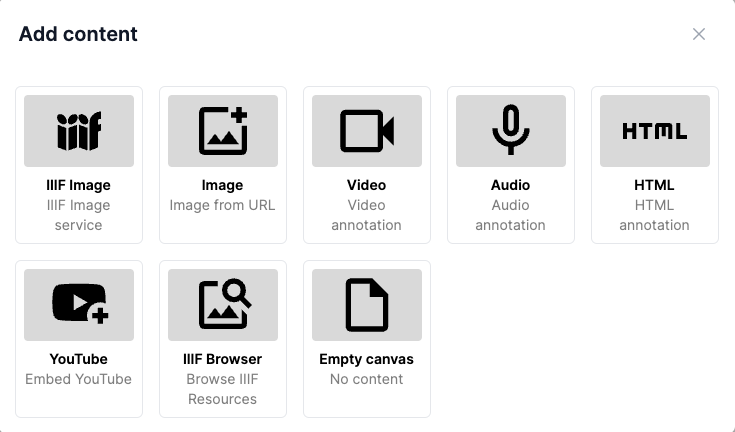 Add content
IIIF Image
IIIF Image
service
Image
Image from URL
Video
Video
annotation
Audio
Audio
annotation
HTML
HTML
HTML
annotation
YouTube
Embed YouTube
IIIF Browser
Browse IIIF
Resources
Empty canvas
No content